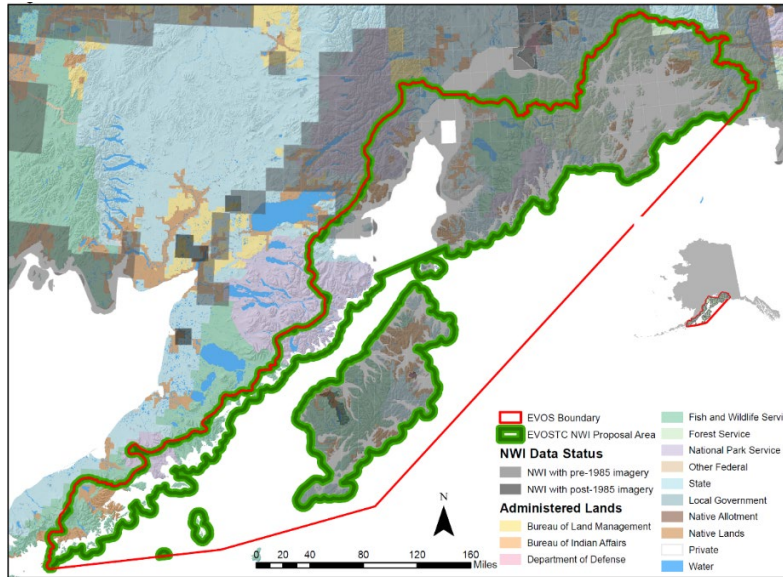 EVOS Boundary
EVOSTC NWI Proposal Area
NWI Data Status
NWI with pre-1985 imagery
NWI with post-1985 imagery
Administered Lands
Bureau of Land Management
Bureau of Indian Affairs
Department of Defense
Fish and Wildlife Servi
Forest Service
National Park Service
Other Federal
State
Local Government
Native Allotment
Native Lands
Private
Water
N
0 20 40 80 120 160
Miles